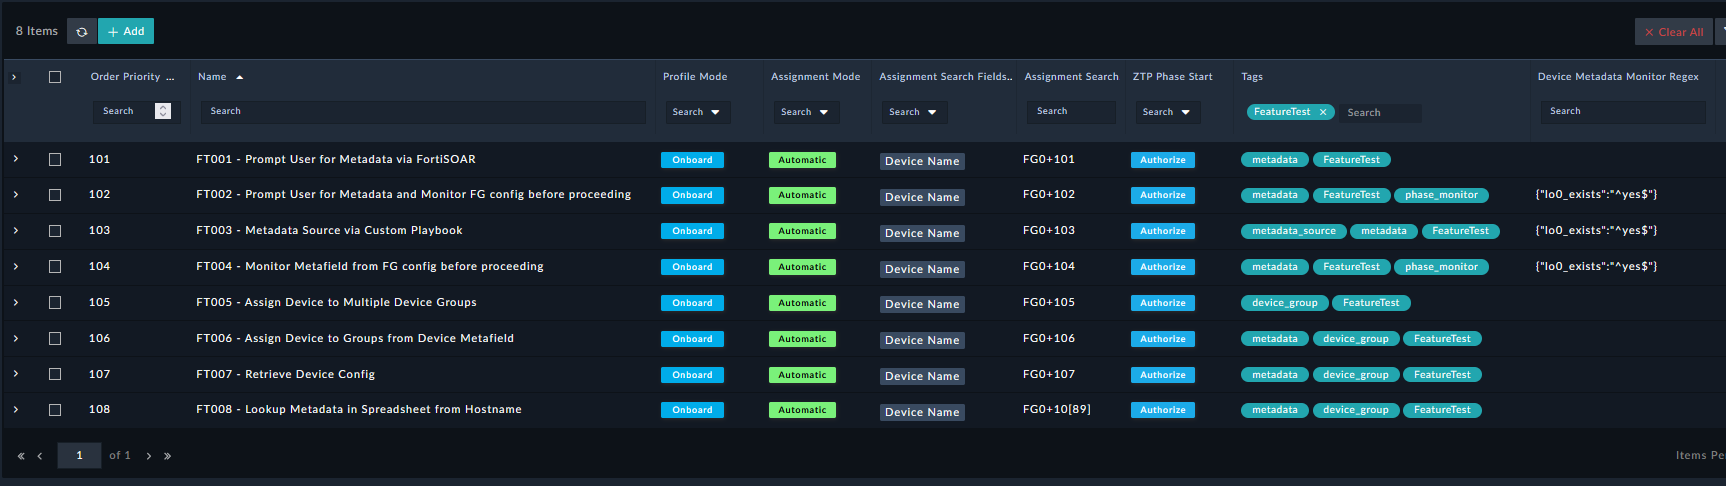 8 Items + Add × Clear All
Order Priority ... Name Profile Mode Assignment Mode Assignment Search Fields.. Assignment Search ZTP Phase Start Tags Device Metadata Monitor Regex
Search Search Search Search Search Search Search FeatureTest × Search Search
101 FT001 - Prompt User for Metadata via FortiSOAR Onboard Automatic Device Name FG0+101 Authorize metadata FeatureTest
102 FT002 - Prompt User for Metadata and Monitor FG config before proceeding Onboard Automatic Device Name FG0+102 Authorize metadata FeatureTest phase_monitor {"lo0_exists":"^yes$"}
103 FT003 - Metadata Source via Custom Playbook Onboard Automatic Device Name FG0+103 Authorize metadata_source metadata FeatureTest {"lo0_exists":"^yes$"}
104 FT004 - Monitor Metafield from FG config before proceeding Onboard Automatic Device Name FG0+104 Authorize metadata FeatureTest phase_monitor {"lo0_exists":"^yes$"}
105 FT005 - Assign Device to Multiple Device Groups Onboard Automatic Device Name FG0+105 Authorize device_group FeatureTest
106 FT006 - Assign Device to Groups from Device Metafield Onboard Automatic Device Name FG0+106 Authorize metadata device_group FeatureTest
107 FT007 - Retrieve Device Config Onboard Automatic Device Name FG0+107 Authorize metadata device_group FeatureTest
108 FT008 - Lookup Metadata in Spreadsheet from Hostname Onboard Automatic Device Name FG0+10[89] Authorize metadata device_group FeatureTest
« ‹ 1 of 1 › » Items Pe